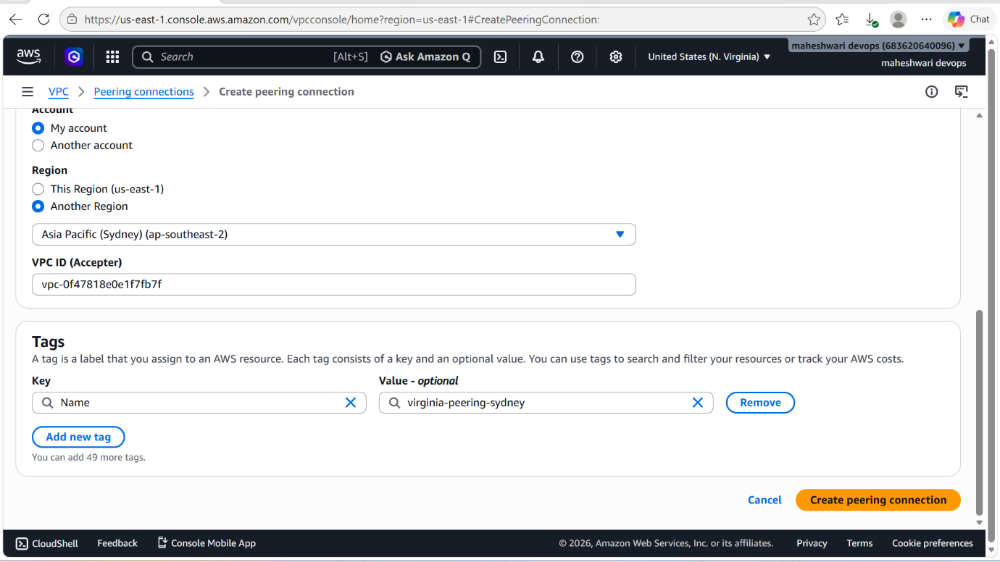 https://us-east-1.console.aws.amazon.com/vpcconsole/home?region=us-east-1#CreatePeeringConnection:
Chat
aws
Search [Alt+S] Ask Amazon Q
United States (N. Virginia)
maheshwari devops (683620640096)
maheshwari devops
VPC > Peering connections > Create peering connection
Account
My account
Another account
Region
This Region (us-east-1)
Another Region
Asia Pacific (Sydney) (ap-southeast-2)
VPC ID (Accepter)
vpc-0f47818e0e1f7fb7f
Tags
A tag is a label that you assign to an AWS resource. Each tag consists of a key and an optional value. You can use tags to search and filter your resources or track your AWS costs.
Key Value - optional
Name virginia-peering-sydney Remove
Add new tag
You can add 49 more tags.
Cancel Create peering connection
CloudShell Feedback Console Mobile App © 2026, Amazon Web Services, Inc. or its affiliates. Privacy Terms Cookie preferences